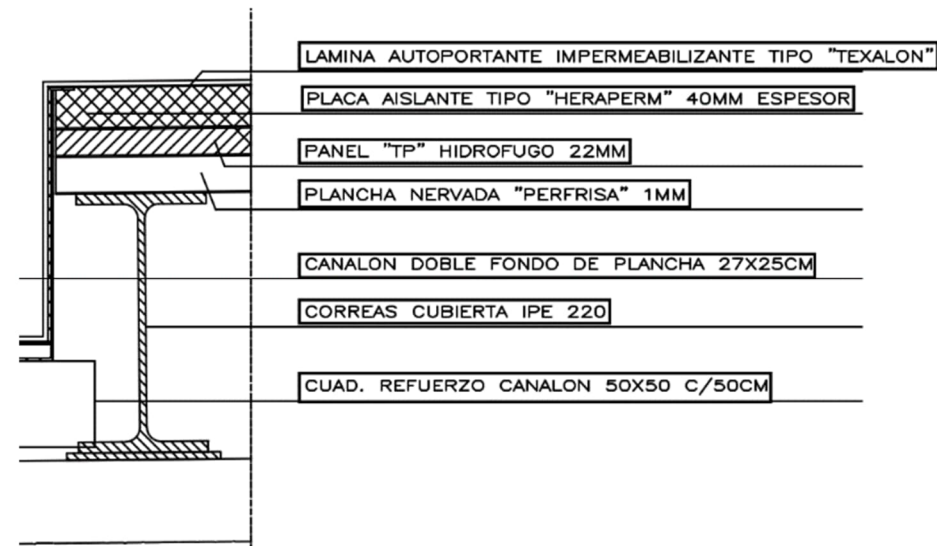 LAMINA AUTOPORTANTE IMPERMEABILIZANTE TIPO "TEXALON"
PLACA AISLANTE TIPO "HERAPERM" 40MM ESPESOR
PANEL "TP" HIDROFUGO 22MM
PLANCHA NERVADA "PERFRISA" 1MM
CANALON DOBLE FONDO DE PLANCHA 27X25CM
CORREAS CUBIERTA IPE 220
CUAD. REFUERZO CANALON 50X50 C/50CM